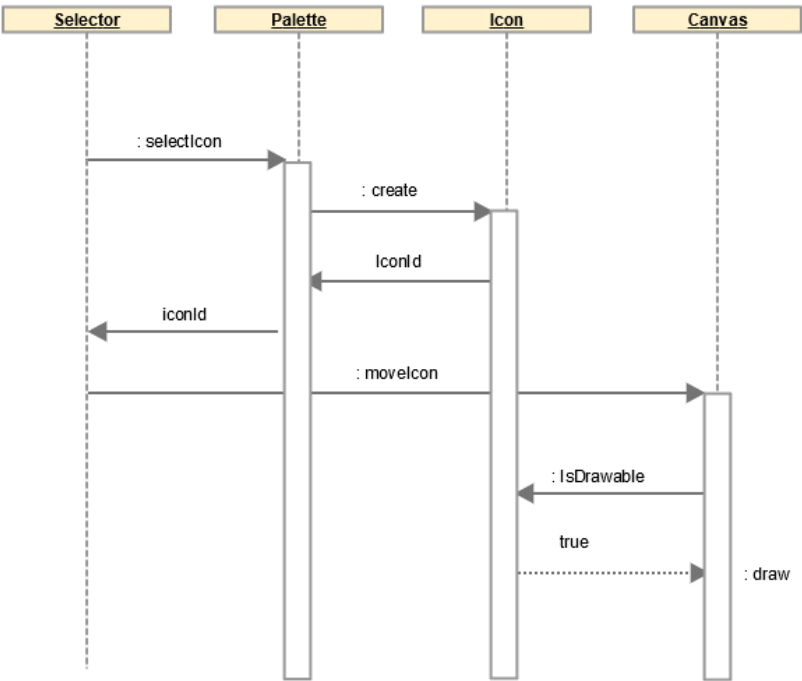 Selector
Palette
Icon
Canvas
: selectIcon
: create
IconId
iconId
: moveIcon
: IsDrawable
true
: draw